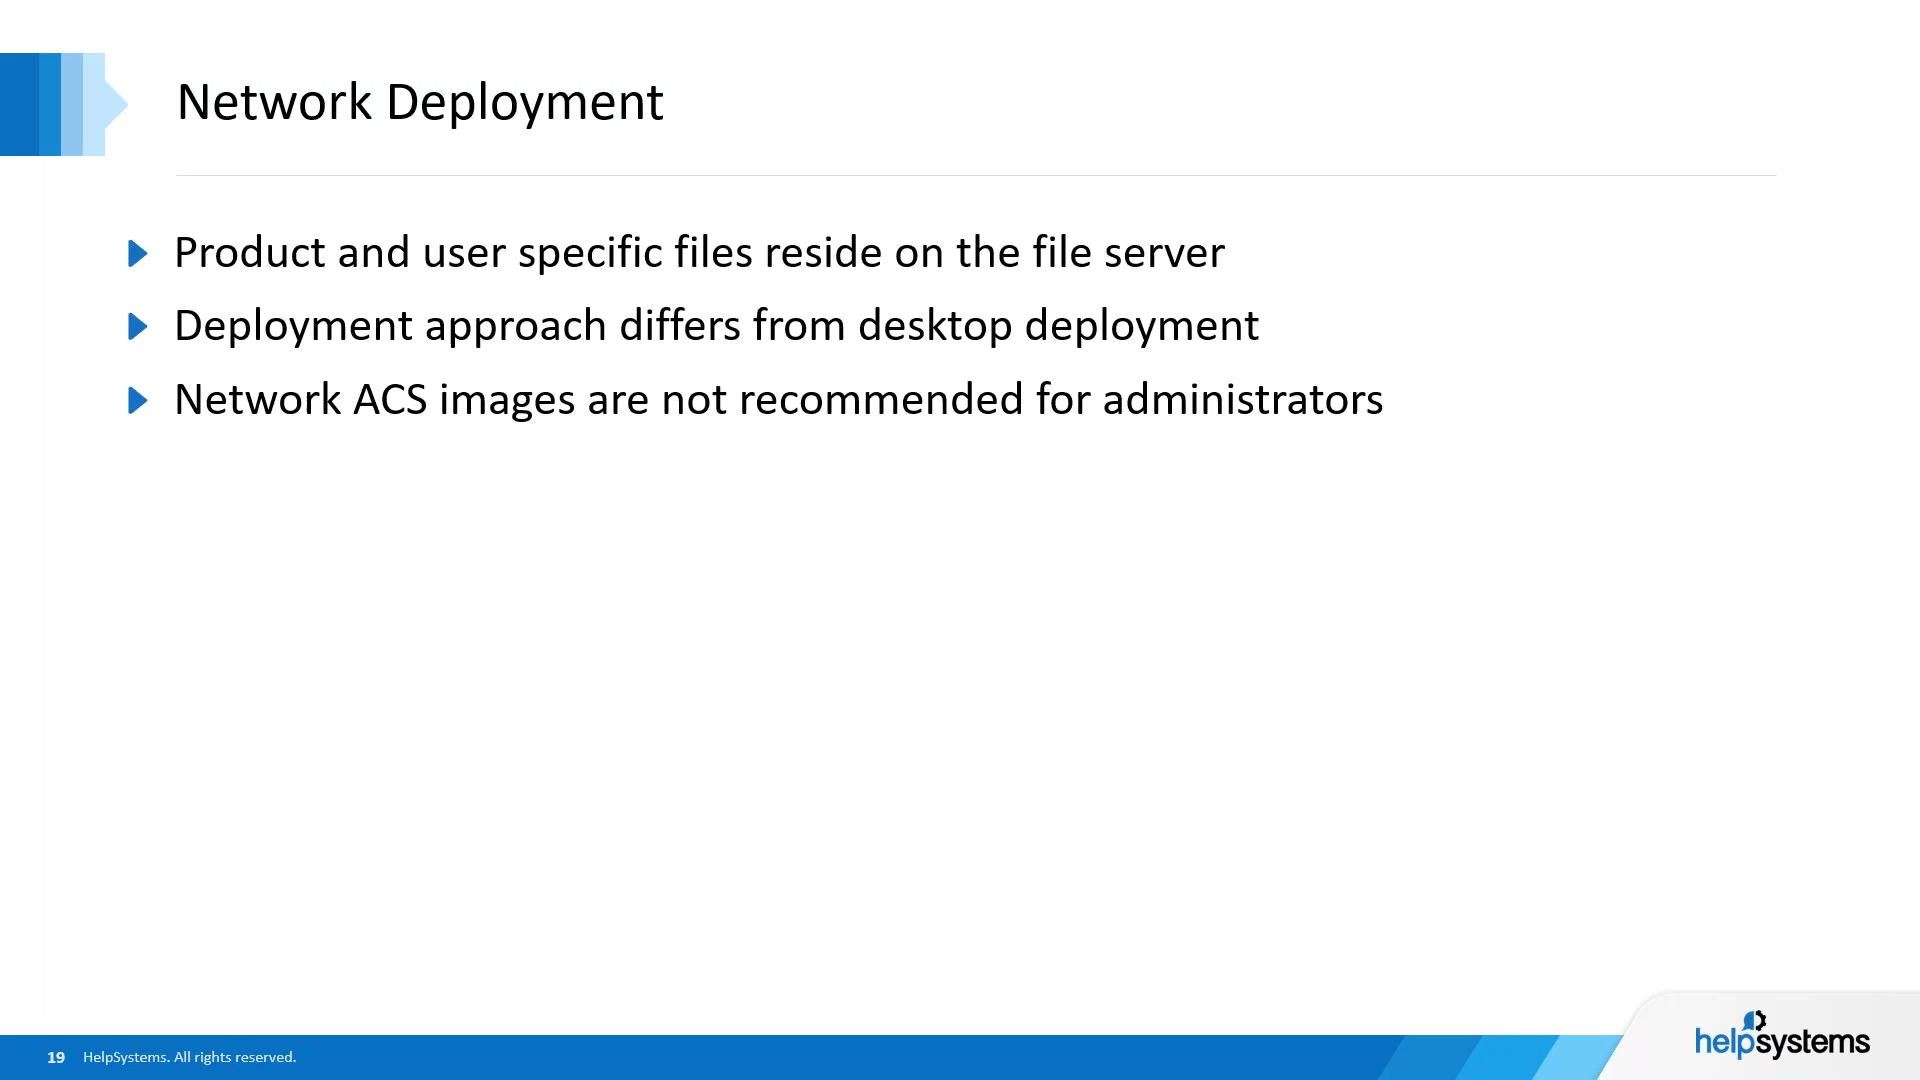 Network Deployment
Product and user specific files reside on the file server
Deployment approach differs from desktop deployment
Network ACS images are not recommended for administrators
19 HelpSystems. All rights reserved.
helpsystems